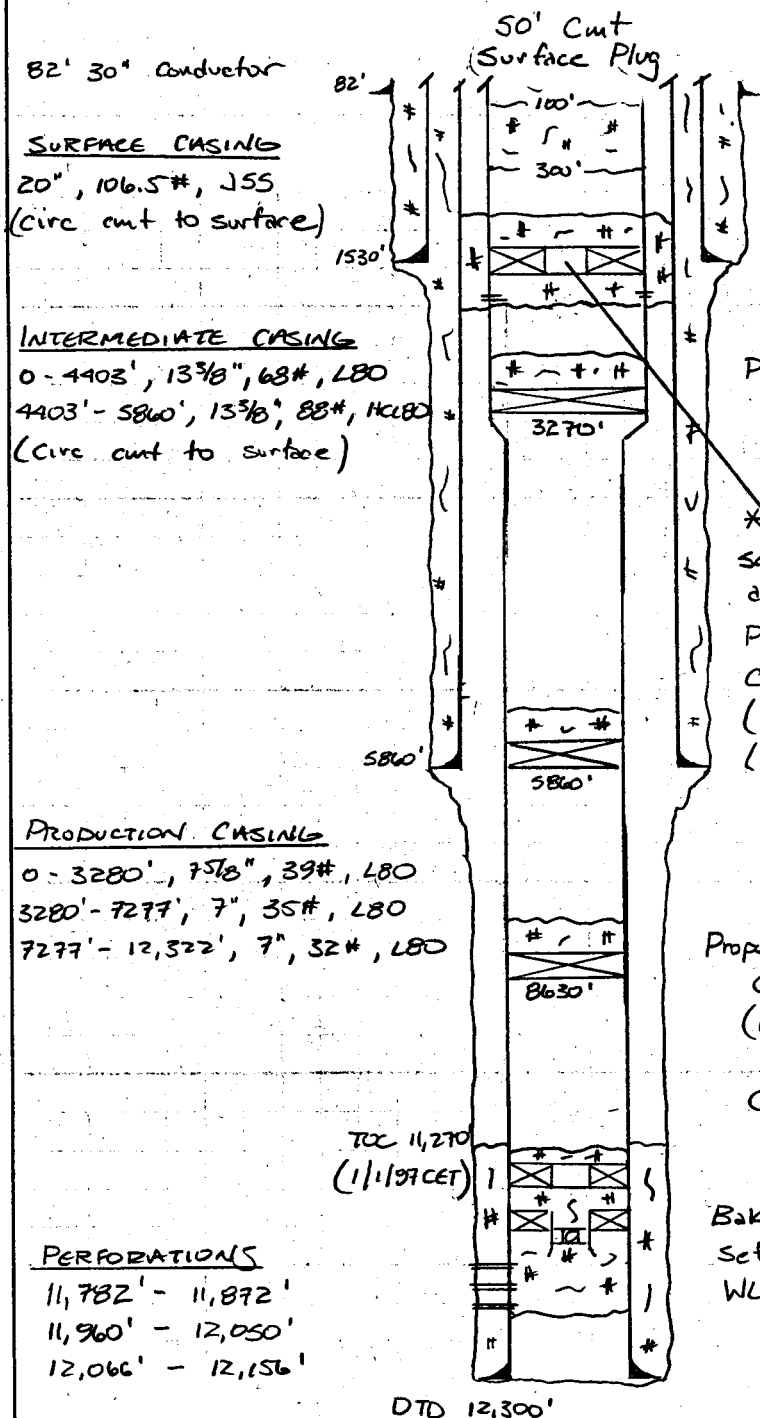 50' Cmt
Surface Plug
82' 30" Conductor
82'
100'
300'
SURFACE CASING
20", 106.5#, J55
(circ cmt to surface)
1530'
INTERMEDIATE CASING
0 - 4403', 13 3/8", 68#, L80
4403' - 5860', 13 3/8", 88#, HCL80
(Circ cmt to surface)
3270'
P
*
P
C
(
(
5860'
5860'
PRODUCTION CASING
0 - 3280', 7 5/8", 39#, L80
3280' - 7277', 7", 35#, L80
7277' - 12,322', 7", 32#, L80
8630'
C
(
C
TOC 11,270'
(1/1/97 CET)
Bak
Set
WL
PERFORATIONS
11,782' - 11,872'
11,960' - 12,050'
12,066' - 12,156'
DTD 12,300'